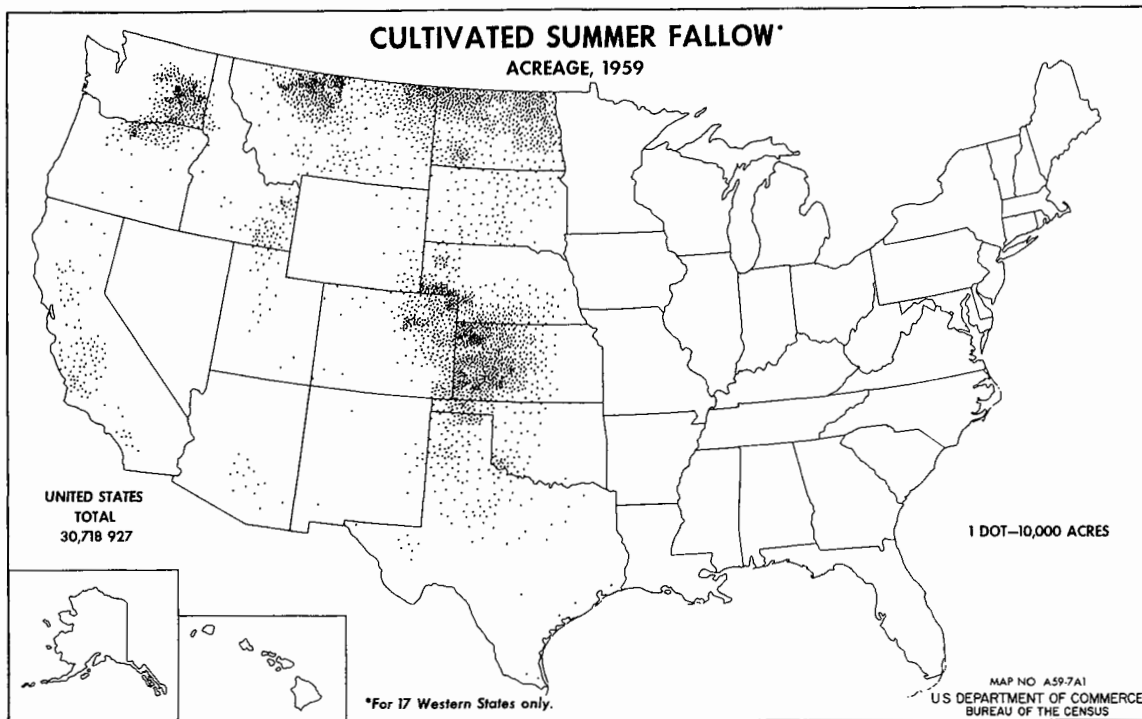 CULTIVATED SUMMER FALLOW*
ACREAGE, 1959
UNITED STATES
TOTAL
30,718 927
1 DOT—10,000 ACRES
*For 17 Western States only.
MAP NO A59-7A1
U S DEPARTMENT OF COMMERCE
BUREAU OF THE CENSUS